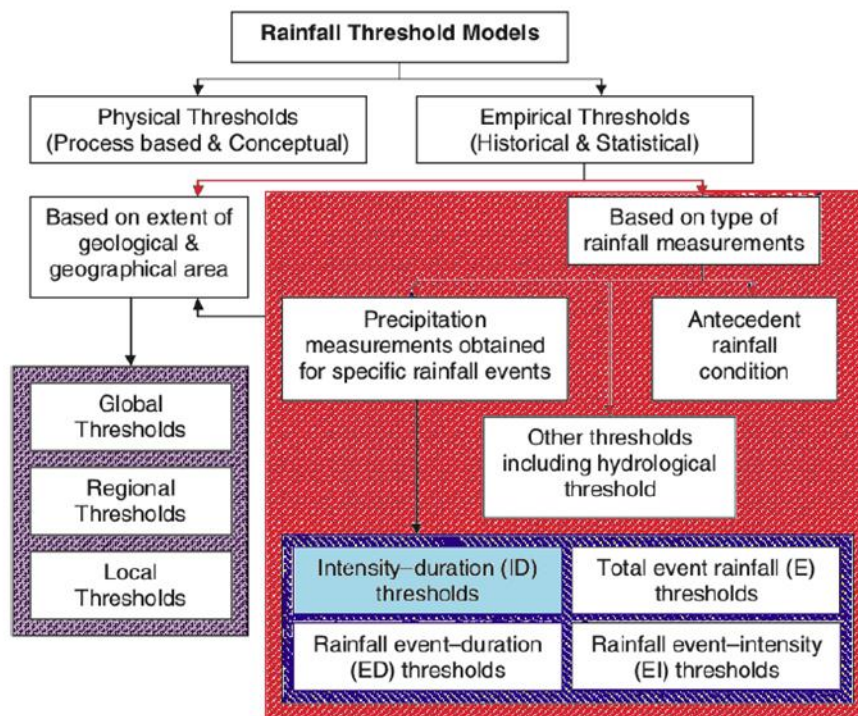 Rainfall Threshold Models
Physical Thresholds
(Process based & Conceptual)
Empirical Thresholds
(Historical & Statistical)
Based on extent of
geological &
geographical area
Based on type of
rainfall measurements
Precipitation
measurements obtained
for specific rainfall events
Antecedent
rainfall
condition
Other thresholds
including hydrological
threshold
Global
Thresholds
Regional
Thresholds
Local
Thresholds
Intensity–duration (ID)
thresholds
Total event rainfall (E)
thresholds
Rainfall event–duration
(ED) thresholds
Rainfall event–intensity
(EI) thresholds